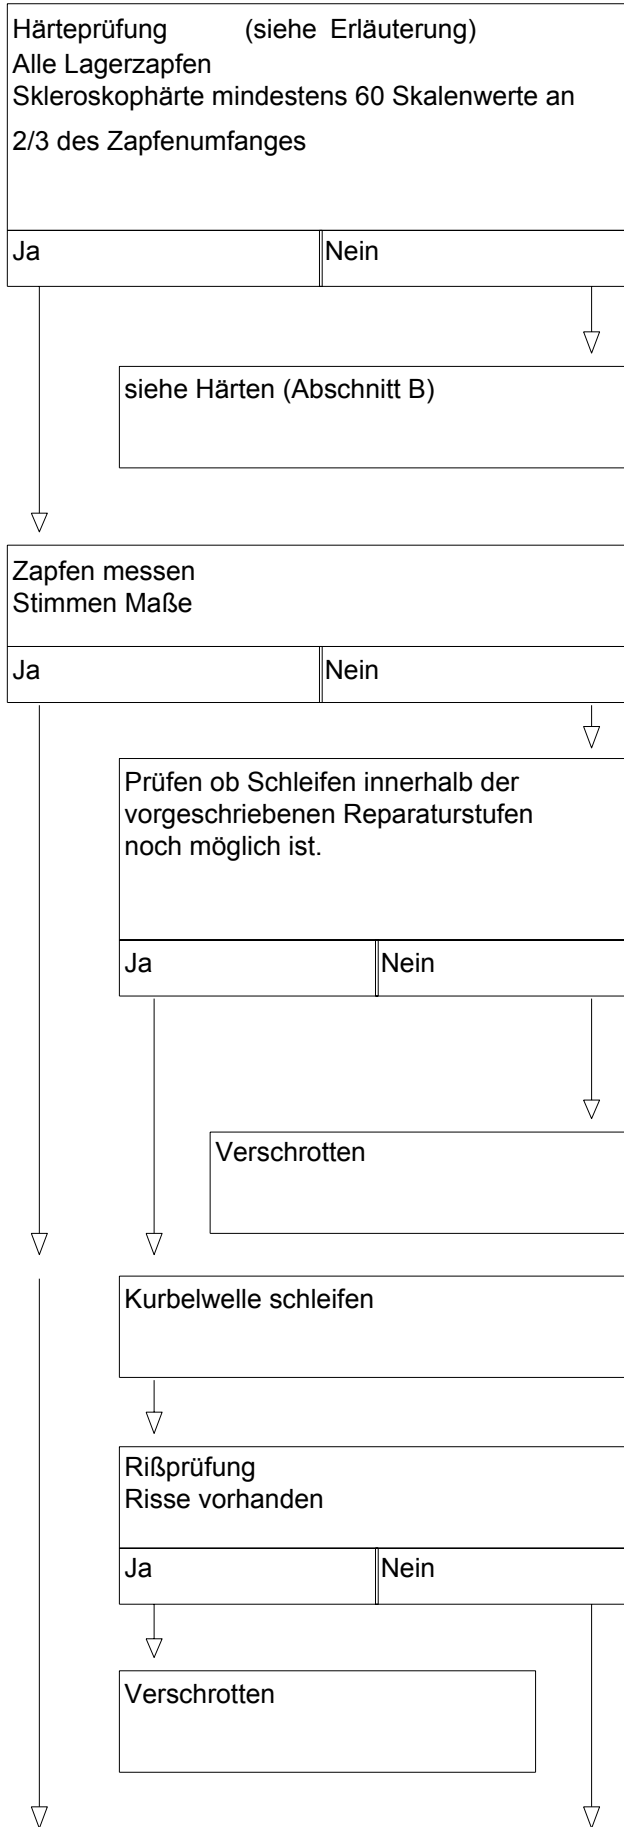 Härteprüfung (siehe Erläuterung)
Alle Lagerzapfen
Skleroskophärte mindestens 60 Skalenwerte an
2/3 des Zapfenumfanges
Ja
Nein
siehe Härten (Abschnitt B)
Zapfen messen
Stimmen Maße
Ja
Nein
Prüfen ob Schleifen innerhalb der
vorgeschriebenen Reparaturstufen
noch möglich ist.
Ja
Nein
Verschrotten
Kurbelwelle schleifen
Rißprüfung
Risse vorhanden
Ja
Nein
Verschrotten